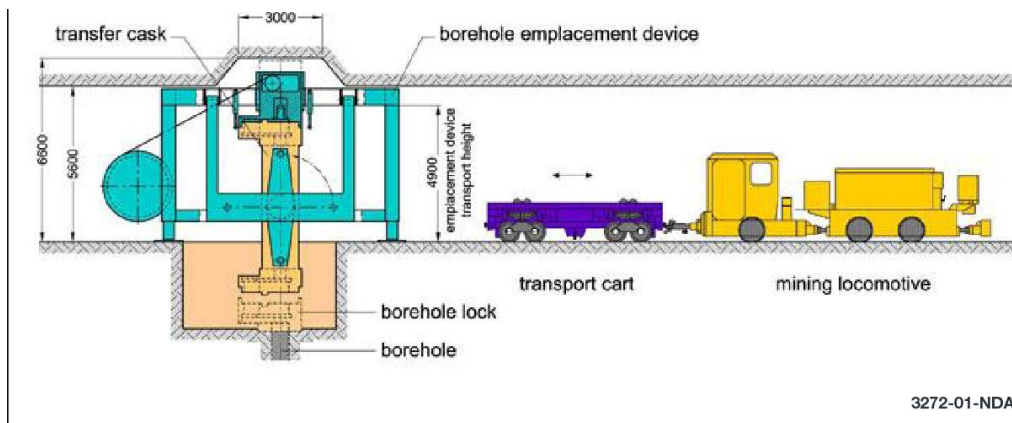 3000
transfer cask
borehole emplacement device
6600
5600
4900
emplacement device
transport height
transport cart
mining locomotive
borehole lock
borehole
3272-01-NDA